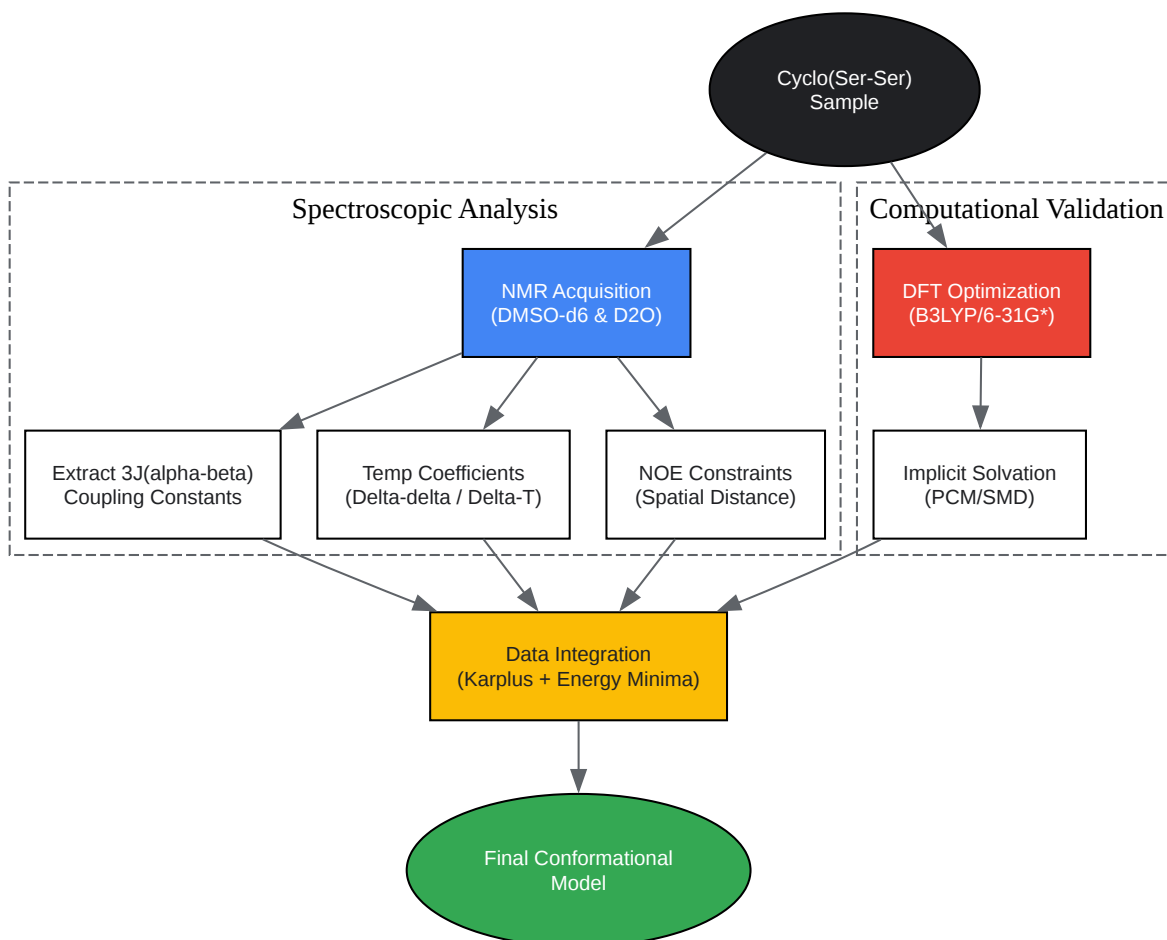 Cyclo(Ser-Ser)
Sample
Spectroscopic Analysis
Computational Validation
NMR Acquisition
(DMSO-d6 & D2O)
DFT Optimization
(B3LYP/6-31G*)
Extract 3J(alpha-beta)
Coupling Constants
Temp Coefficients
(Delta-delta / Delta-T)
NOE Constraints
(Spatial Distance)
Implicit Solvation
(PCM/SMD)
Data Integration
(Karplus + Energy Minima)
Final Conformational
Model